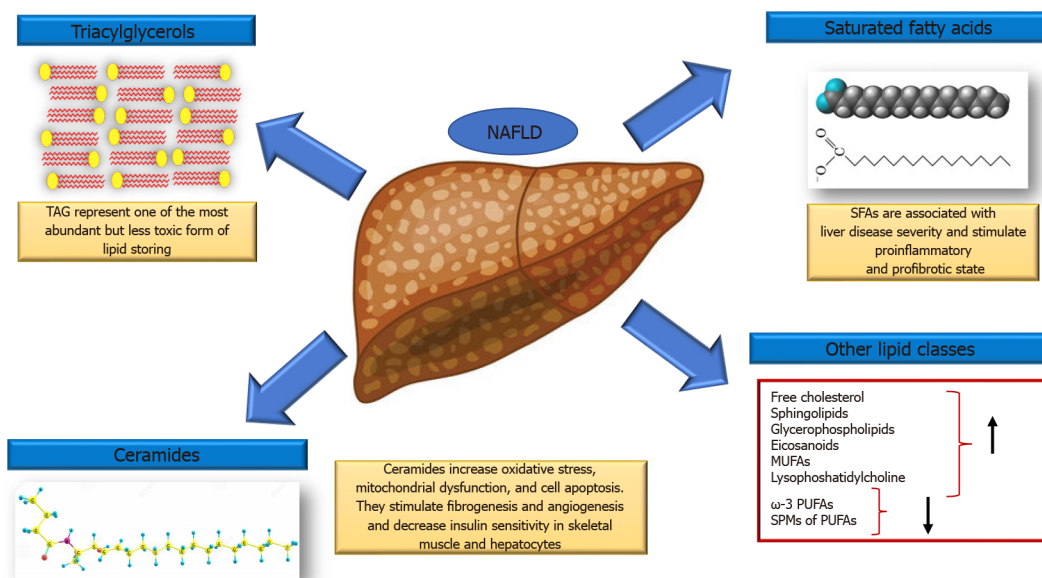 Triacylglycerols
TAG represent one of the most
abundant but less toxic form of
lipid storing
NAFLD
Saturated fatty acids
O
C
O
-
SFAs are associated with
liver disease severity and stimulate
proinflammatory
and profibrotic state
Ceramides
Ceramides increase oxidative stress,
mitochondrial dysfunction, and cell apoptosis.
They stimulate fibrogenesis and angiogenesis
and decrease insulin sensitivity in skeletal
muscle and hepatocytes
Other lipid classes
Free cholesterol
Sphingolipids
Glycerophospholipids
Eicosanoids
MUFAs
Lysophoshatidylcholine
ω-3 PUFAs
SPMs of PUFAs